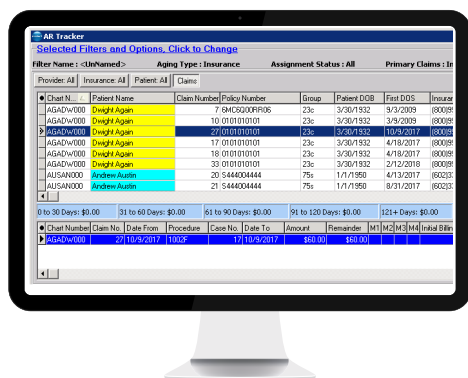 AR Tracker
Selected Filters and Options, Click to Change
Filter Name : <UnNamed> Aging Type : Insurance Assignment Status : All Primary Claims : In
Provider: All Insurance: All Patient: All Claims
Chart N... Patient Name Claim Number Policy Number Group Patient DOB First DOS Insuran
AGADW000 Dwight Again 7 6MC6Q00RR06 23c 3/30/1932 9/3/2009 (800)9
AGADW000 Dwight Again 10 0101010101 23c 3/30/1932 3/9/2009 (800)9
AGADW000 Dwight Again 27 0101010101 23c 3/30/1932 10/9/2017 (800)9
AGADW000 Dwight Again 17 0101010101 23c 3/30/1932 4/18/2017 (800)9
AGADW000 Dwight Again 18 0101010101 23c 3/30/1932 4/18/2017 (800)9
AGADW000 Dwight Again 33 0101010101 23c 3/30/1932 2/12/2018 (800)9
AUSAN000 Andrew Austin 20 S444004444 75s 1/1/1950 4/13/2017 (602)3
AUSAN000 Andrew Austin 21 S444004444 75s 1/1/1950 8/31/2017 (602)3
0 to 30 Days: $0.00 31 to 60 Days: $0.00 61 to 90 Days: $0.00 91 to 120 Days: $0.00 121+ Days: $0.00
Chart Number Claim No. Date From Procedure Case No. Date To Amount Remainder M1 M2 M3 M4 Initial Billin
AGADW000 27 10/9/2017 1002F 17 10/9/2017 $60.00 $60.00